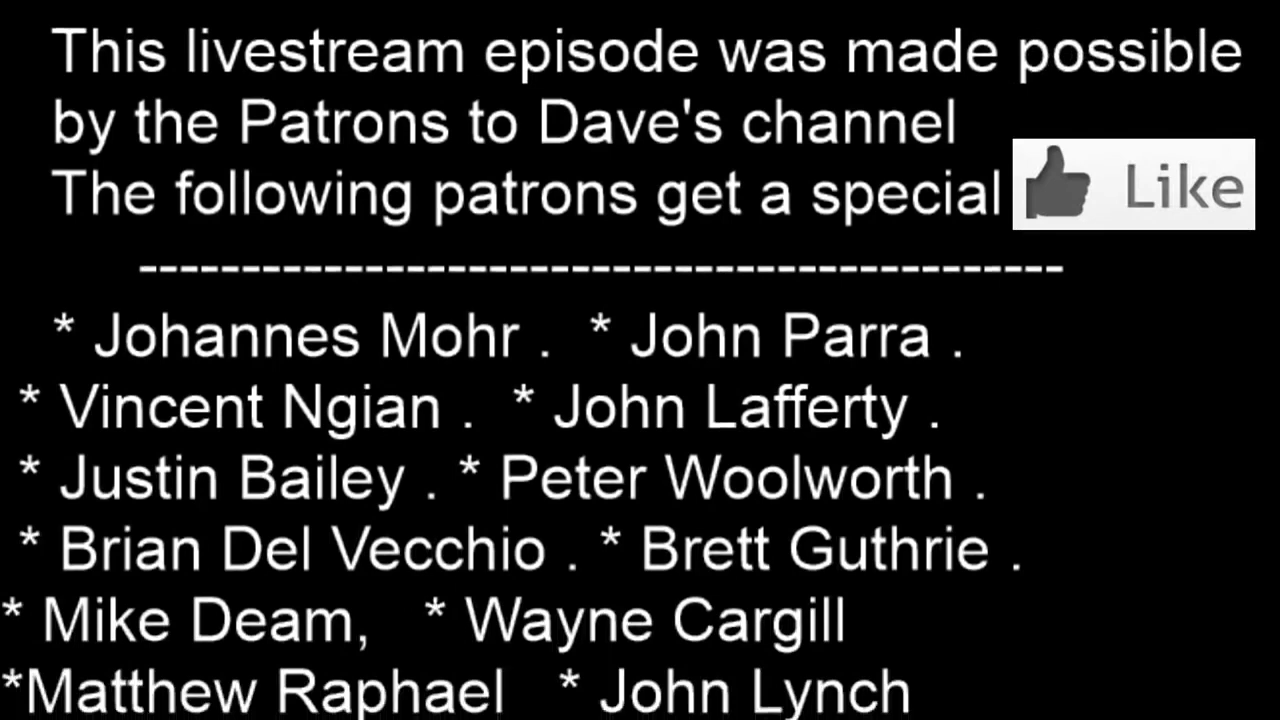 This livestream episode was made possible
by the Patrons to Dave's channel
The following patrons get a special Like
---------------------------------------------
* Johannes Mohr . * John Parra .
* Vincent Ngian . * John Lafferty .
* Justin Bailey . * Peter Woolworth .
* Brian Del Vecchio . * Brett Guthrie .
* Mike Deam, * Wayne Cargill
*Matthew Raphael * John Lynch